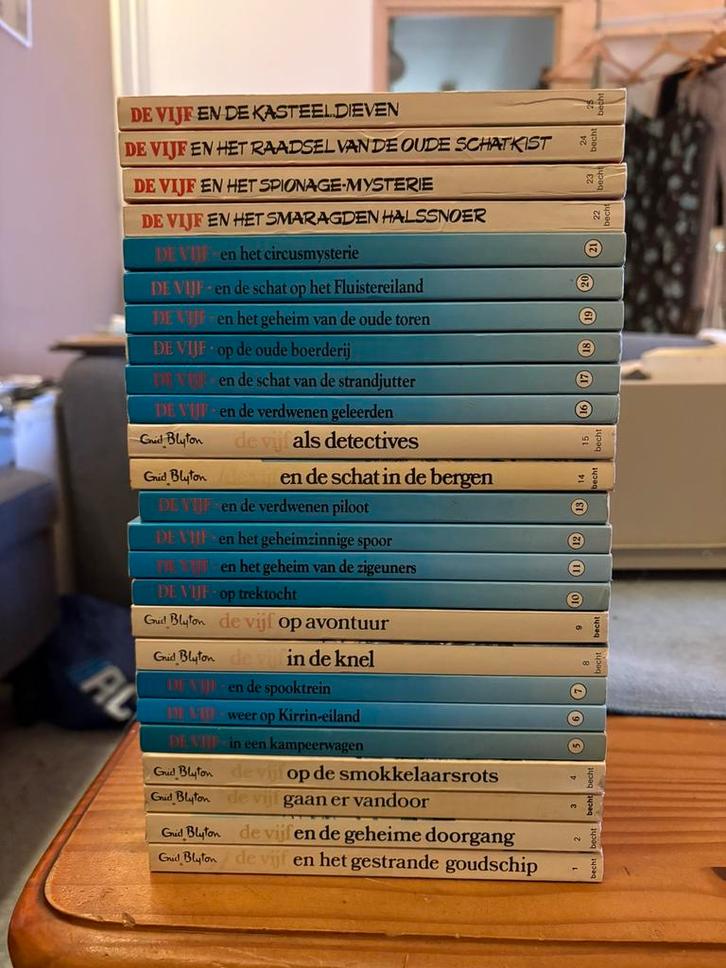 DE VIJF EN DE KASTEELDIEVEN 25 becht
DE VIJF EN HET RAADSEL VAN DE OUDE SCHATKIST 24 becht
DE VIJF EN HET SPIONAGE-MYSTERIE 23 becht
DE VIJF EN HET SMARAGDEN HALSSNOER 22 becht
DE VIJF - en het circusmysterie 21
DE VIJF - en de schat op het Fluistereiland 20
DE VIJF - en het geheim van de oude toren 19
DE VIJF - op de oude boerderij 18
DE VIJF - en de schat van de strandjutter 17
DE VIJF - en de verdwenen geleerden 16
Enid Blyton de vijf als detectives 15 becht
Enid Blyton de vijf en de schat in de bergen 14 becht
DE VIJF - en de verdwenen piloot 13
DE VIJF - en het geheimzinnige spoor 12
DE VIJF - en het geheim van de zigeuners 11
DE VIJF - op trektocht 10
Enid Blyton de vijf op avontuur 9 becht
Enid Blyton de vijf in de knel 8 becht
DE VIJF - en de spooktrein 7
DE VIJF - weer op Kirrin-eiland 6
DE VIJF - in een kampeerwagen 5
Enid Blyton de vijf op de smokkelaarsrots 4 becht
Enid Blyton de vijf gaan er vandoor 3 becht
Enid Blyton de vijf en de geheime doorgang 2 becht
Enid Blyton de vijf en het gestrande goudschip 1 becht